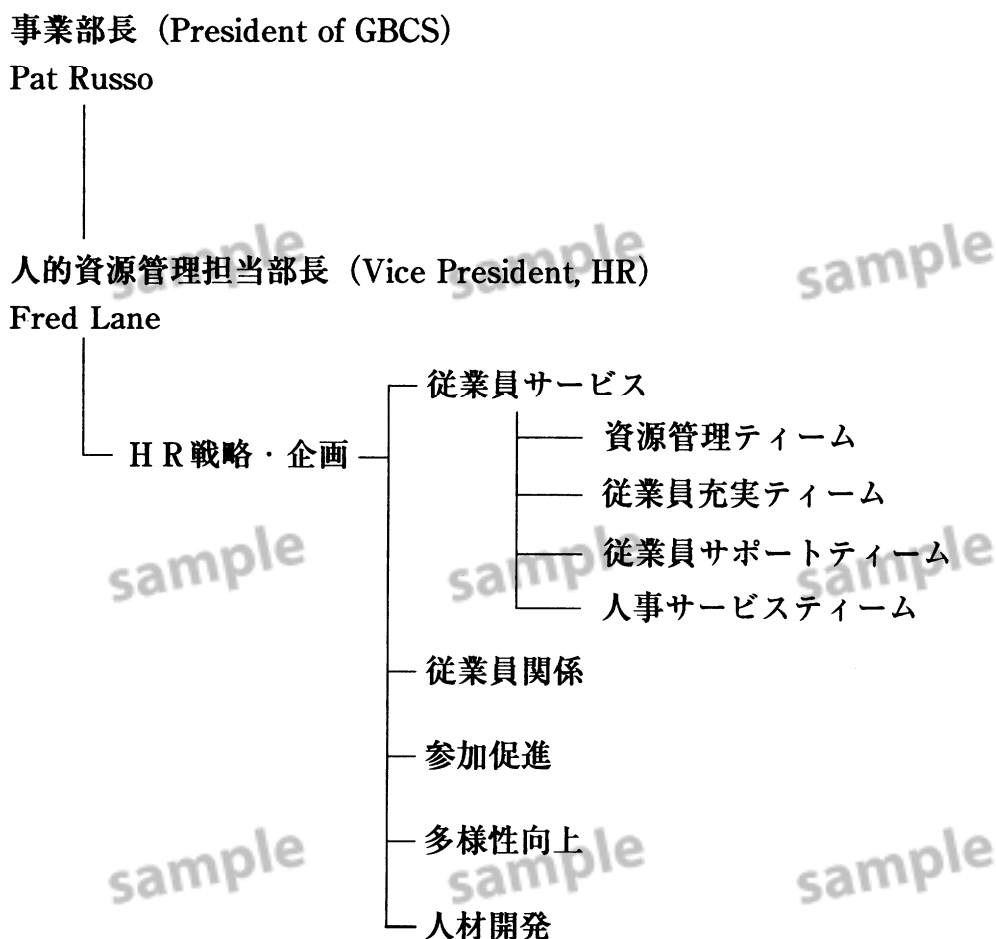 事業部長（President of GBCS）
Pat Russo
人的資源管理担当部長（Vice President, HR）
Fred Lane
ＨＲ戦略・企画
従業員サービス
資源管理ティーム
従業員充実ティーム
従業員サポートティーム
人事サービスティーム
従業員関係
参加促進
多様性向上
人材開発
sample
sample
sample
sample
sample
sample
sample
sample
sample